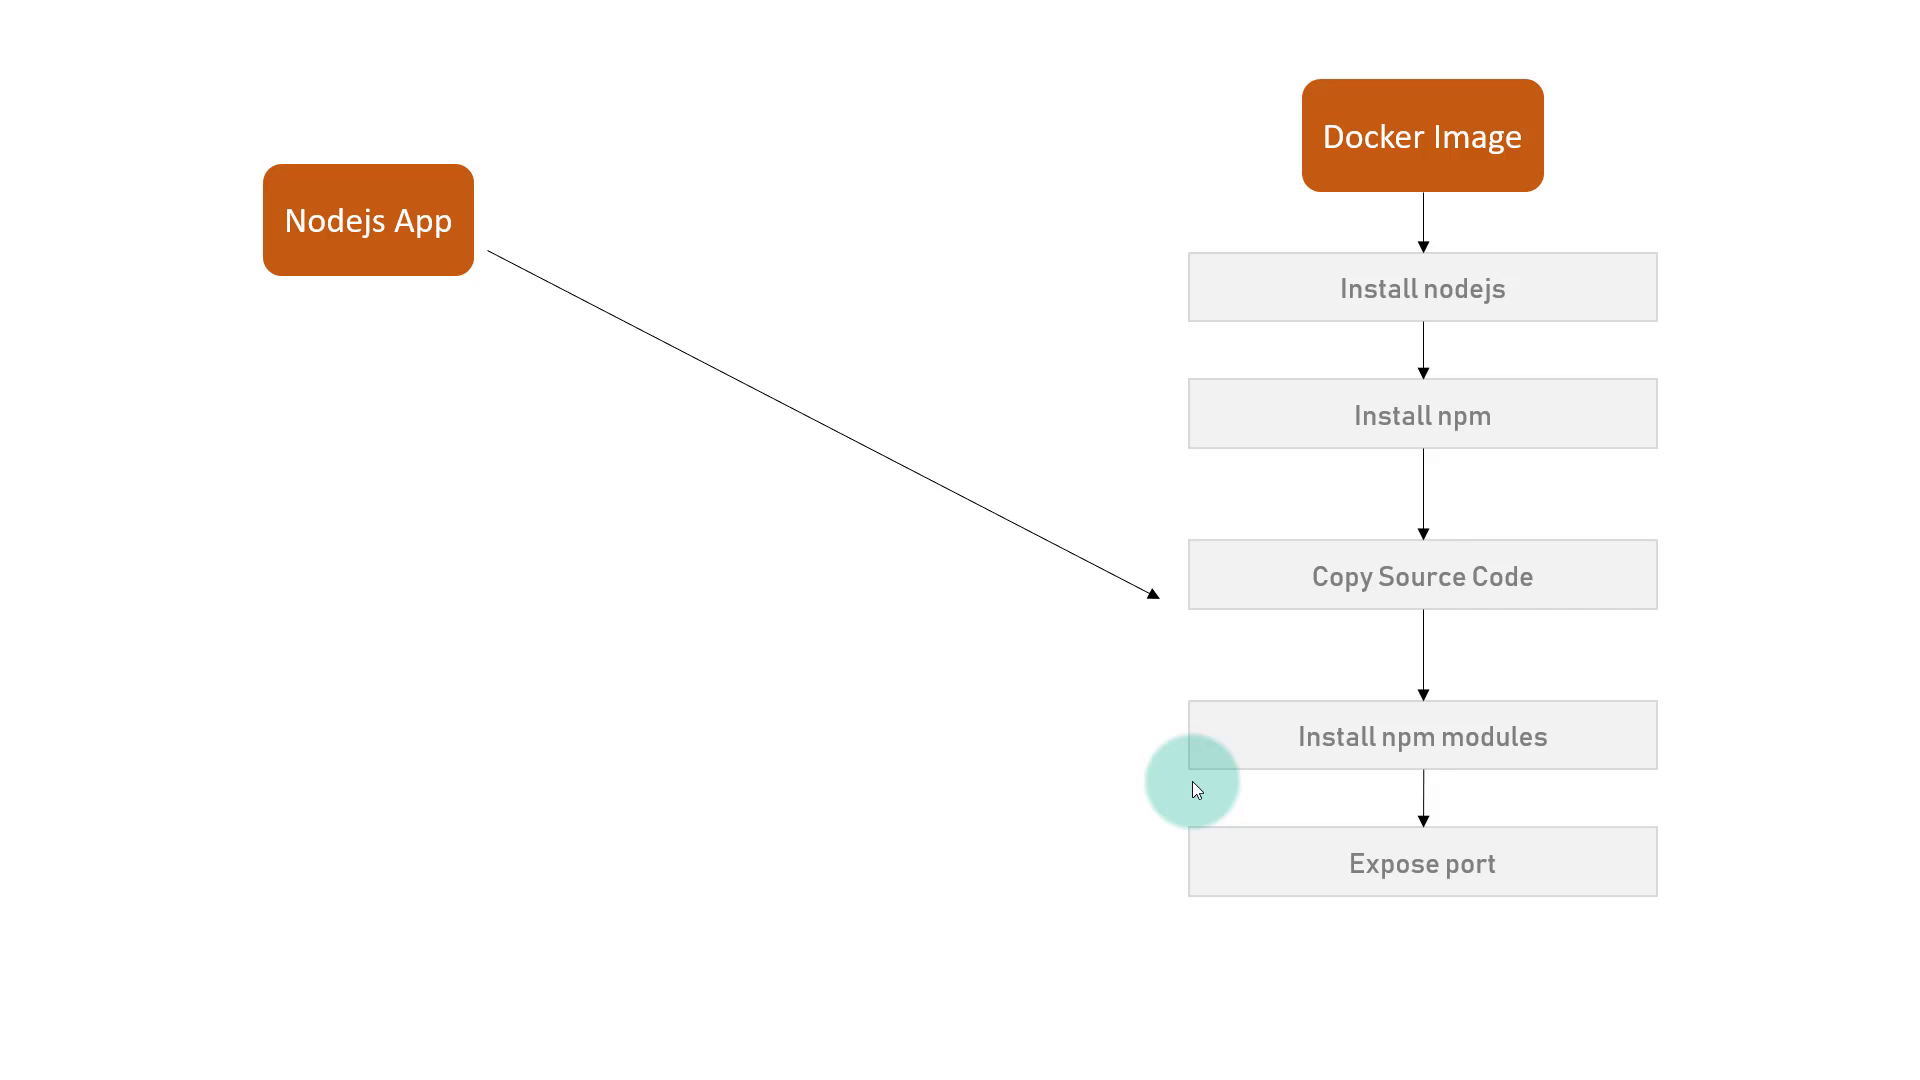 Docker Image
Nodejs App
Install nodejs
Install npm
Copy Source Code
Install npm modules
Expose port